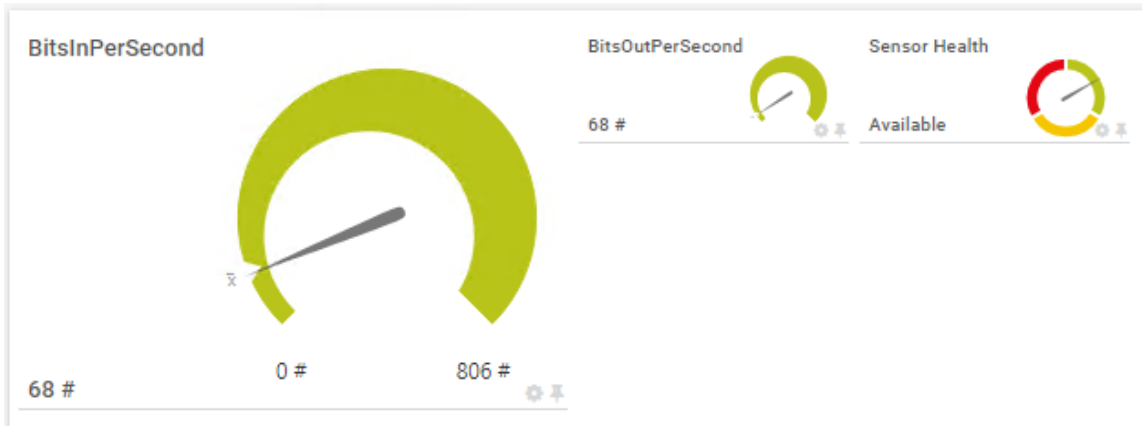 BitsInPerSecond
x̄
0 #
806 #
68 #
BitsOutPerSecond
68 #
Sensor Health
Available